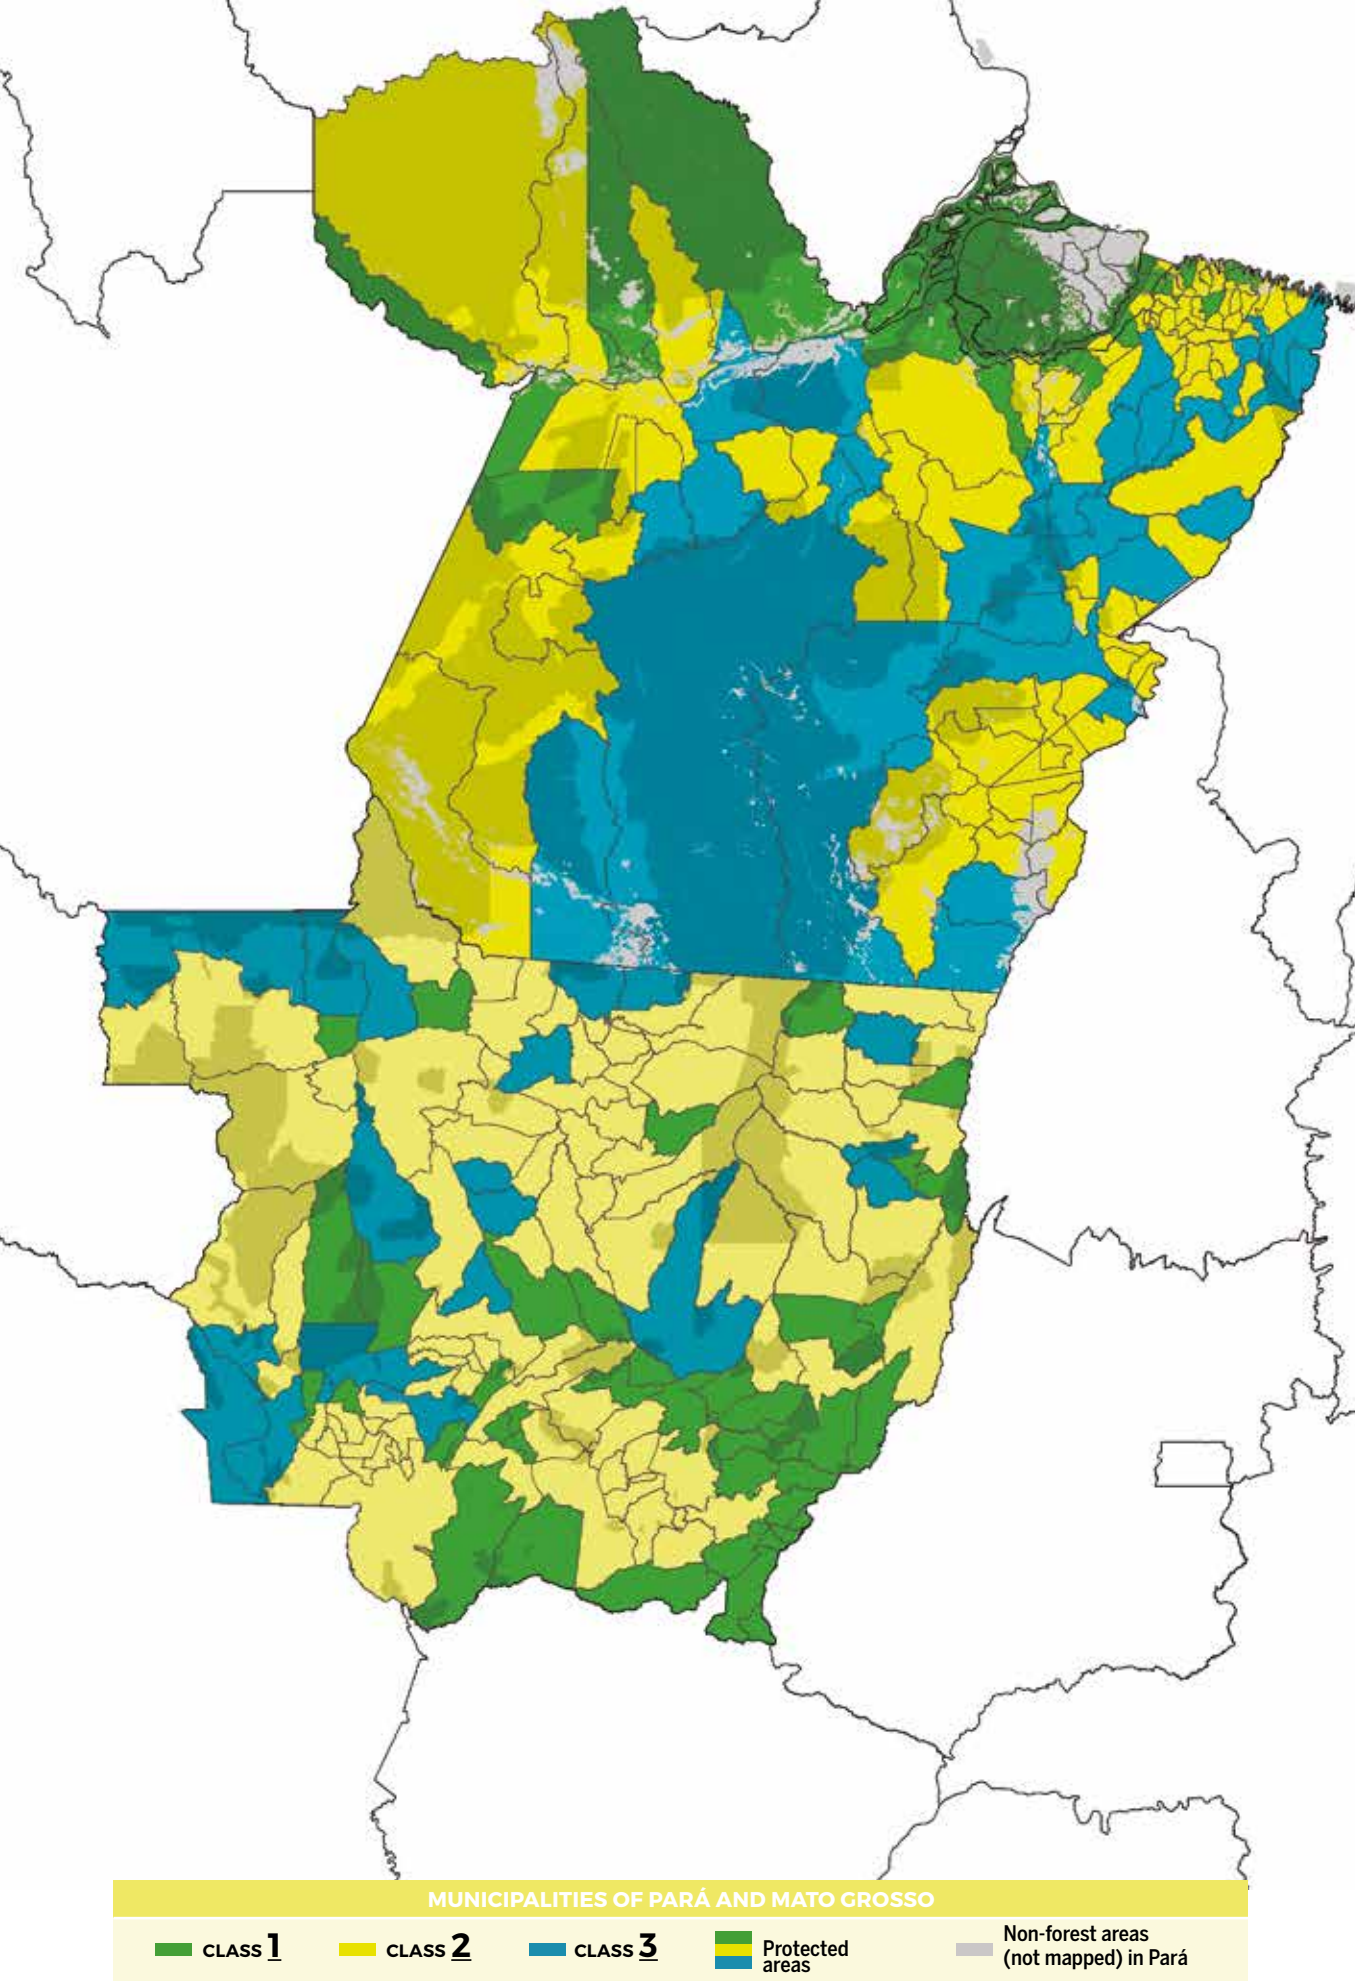 MUNICIPALITIES OF PARÁ AND MATO GROSSO
CLASS 1
CLASS 2
CLASS 3
Protected
areas
Non-forest areas
(not mapped) in Pará